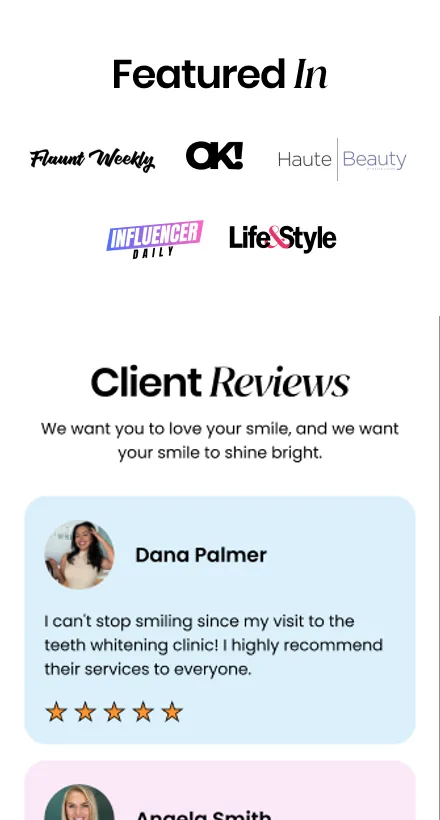 Featured In
Flaunt Weekly
OK!
Haute Beauty
INFLUENCER
DAILY
Life&Style
Client Reviews
We want you to love your smile, and we want
your smile to shine bright.
Dana Palmer
I can't stop smiling since my visit to the
teeth whitening clinic! I highly recommend
their services to everyone.
Angela Smith